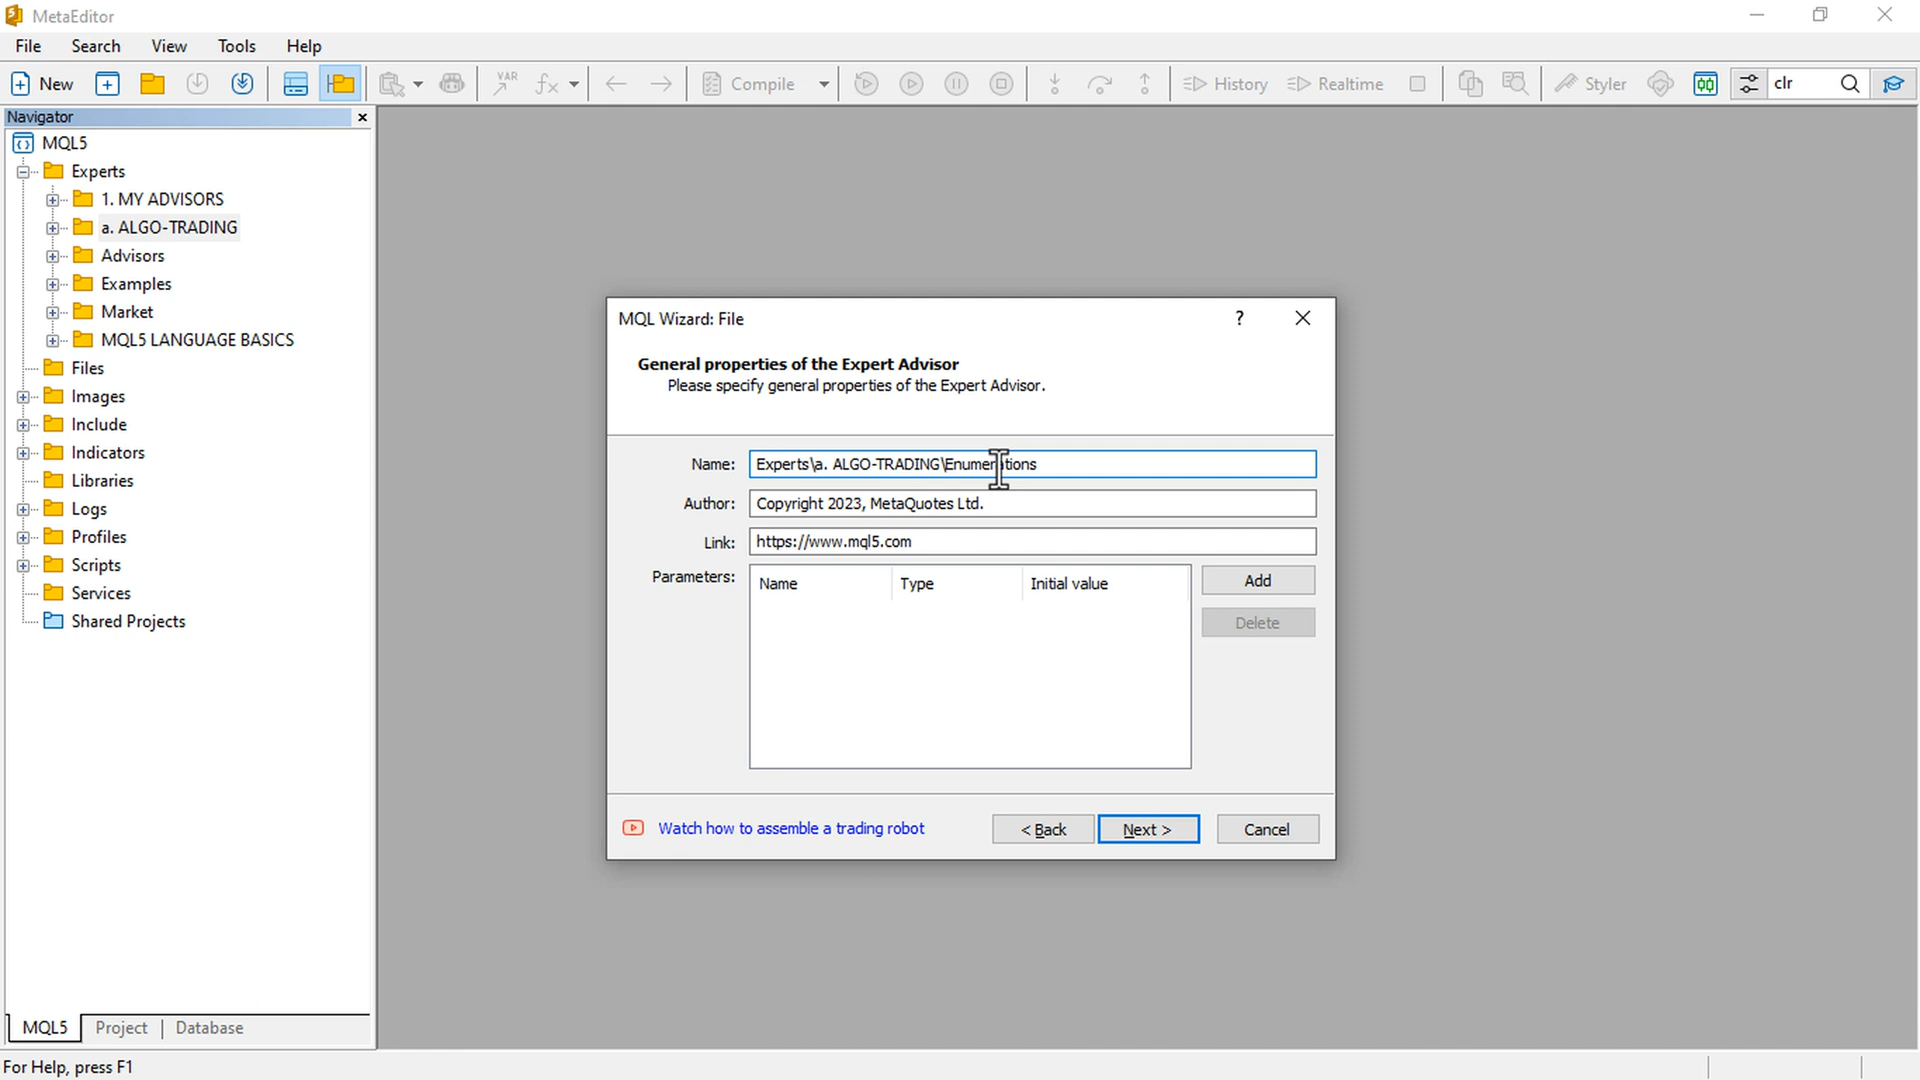 MetaEditor
File Search View Tools Help
New VAR Compile History Realtime Styler clr
Navigator
MQL5
Experts
1. MY ADVISORS
a. ALGO-TRADING
Advisors
Examples
Market
MQL5 LANGUAGE BASICS
Files
Images
Include
Indicators
Libraries
Logs
Profiles
Scripts
Services
Shared Projects
MQL5 Project Database
For Help, press F1
MQL Wizard: File
General properties of the Expert Advisor
Please specify general properties of the Expert Advisor.
Name: Experts\a. ALGO-TRADING\Enumerations
Author: Copyright 2023, MetaQuotes Ltd.
Link: https://www.mql5.com
Parameters: Name Type Initial value
Add
Delete
Watch how to assemble a trading robot < Back Next > Cancel